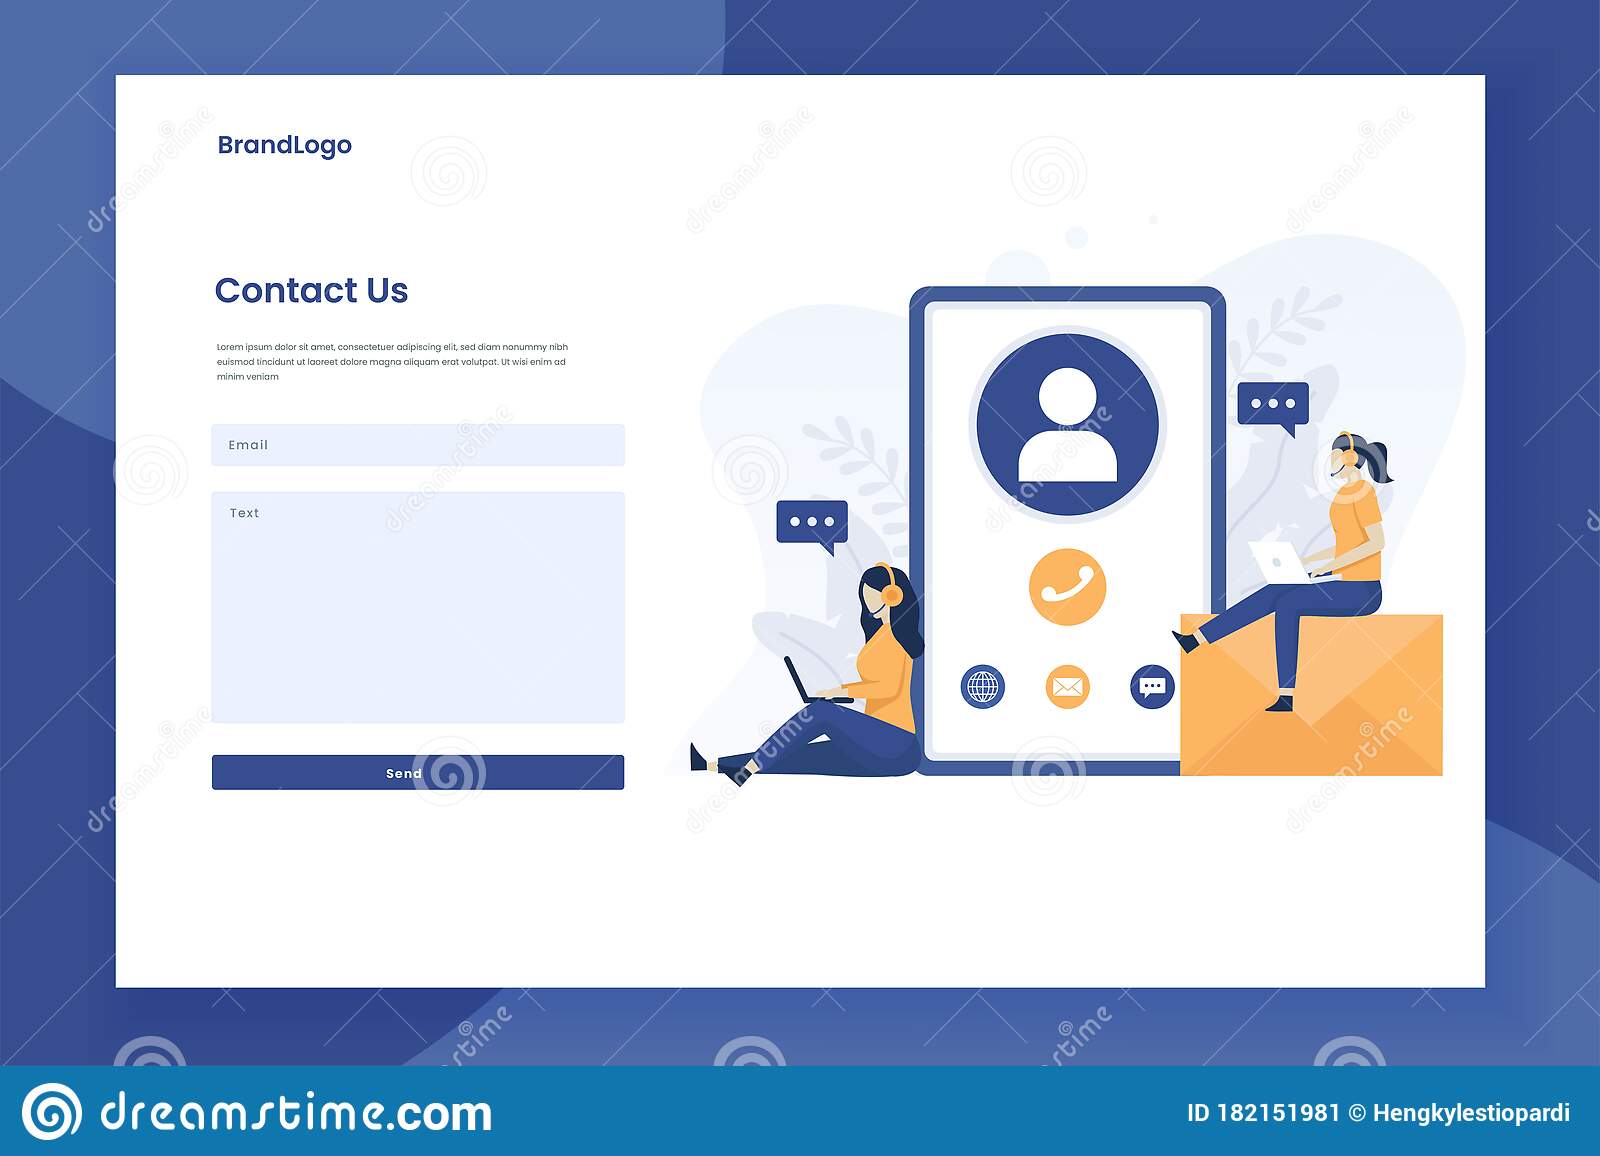 BrandLogo
Contact Us
Lorem ipsum dolor sit amet, consectetuer adipiscing elit, sed diam nonummy nibh
euismod tincidunt ut laoreet dolore magna aliquam erat volutpat. Ut wisi enim ad
minim veniam
Email
Text
Send
dreamstime.com
ID 182151981 © Hengkylestiopardi